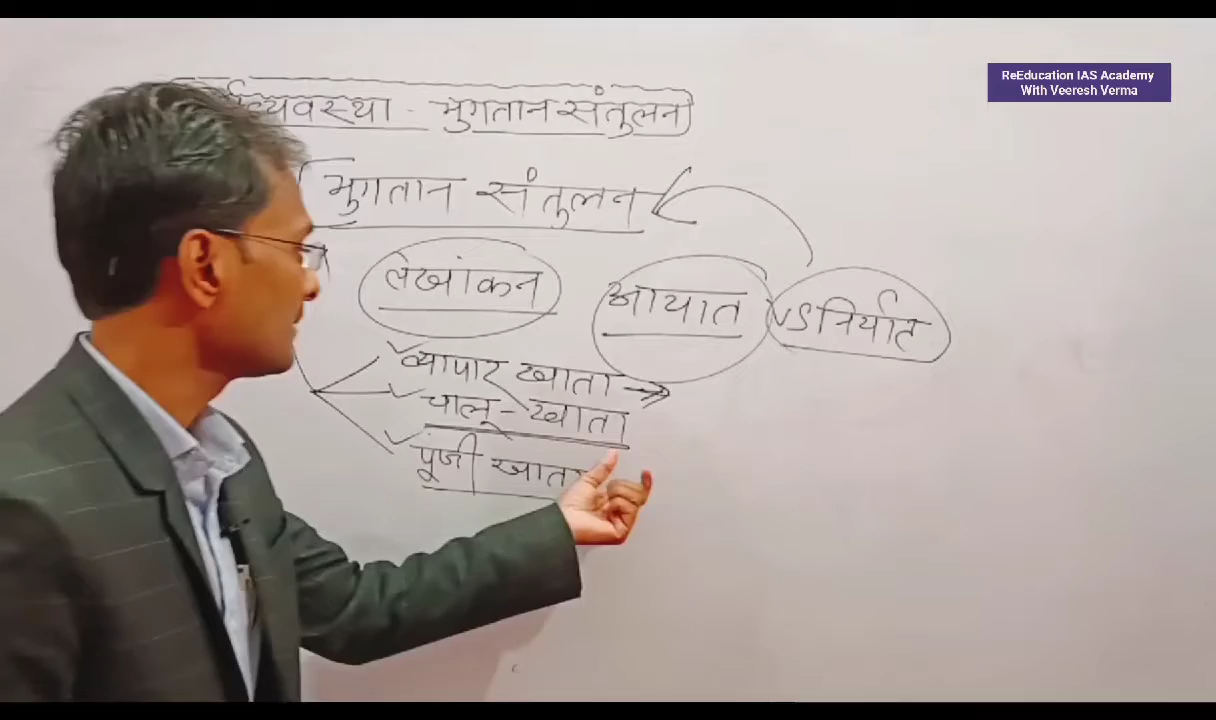 ReEducation IAS Academy
With Veeresh Verma
व्यवस्था - भुगतान संतुलन
भुगतान संतुलन
लेखांकन
आयात
VS निर्यात
व्यापार खाता
चालू - खाता
पूंजी खाता